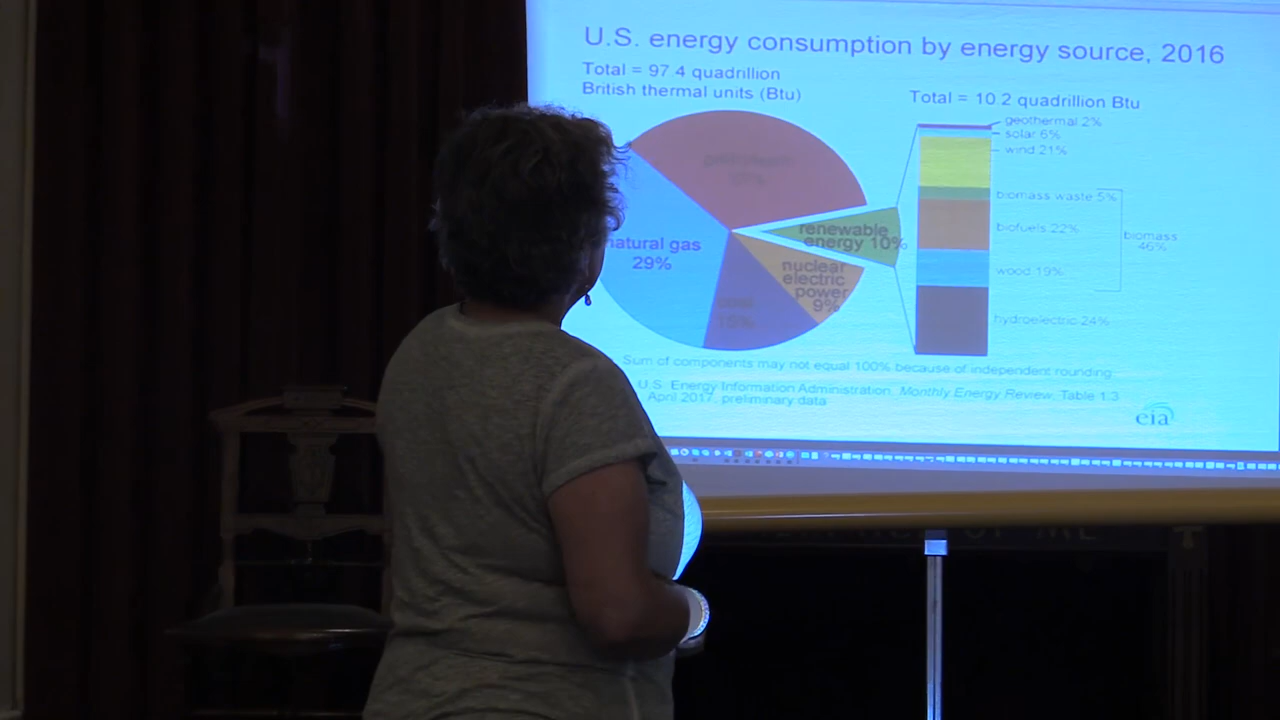 U.S. energy consumption by energy source, 2016
Total = 97.4 quadrillion
British thermal units (Btu)
Total = 10.2 quadrillion Btu
geothermal 2%
solar 6%
wind 21%
biomass waste 5%
biofuels 22%
biomass
46%
wood 19%
hydroelectric 24%
petroleum
renewable
energy 10%
natural gas
29%
nuclear
electric
power
9%
coal
15%
Sum of components may not equal 100% because of independent rounding
U.S. Energy Information Administration, Monthly Energy Review, Table 1.3
April 2017, preliminary data
eia